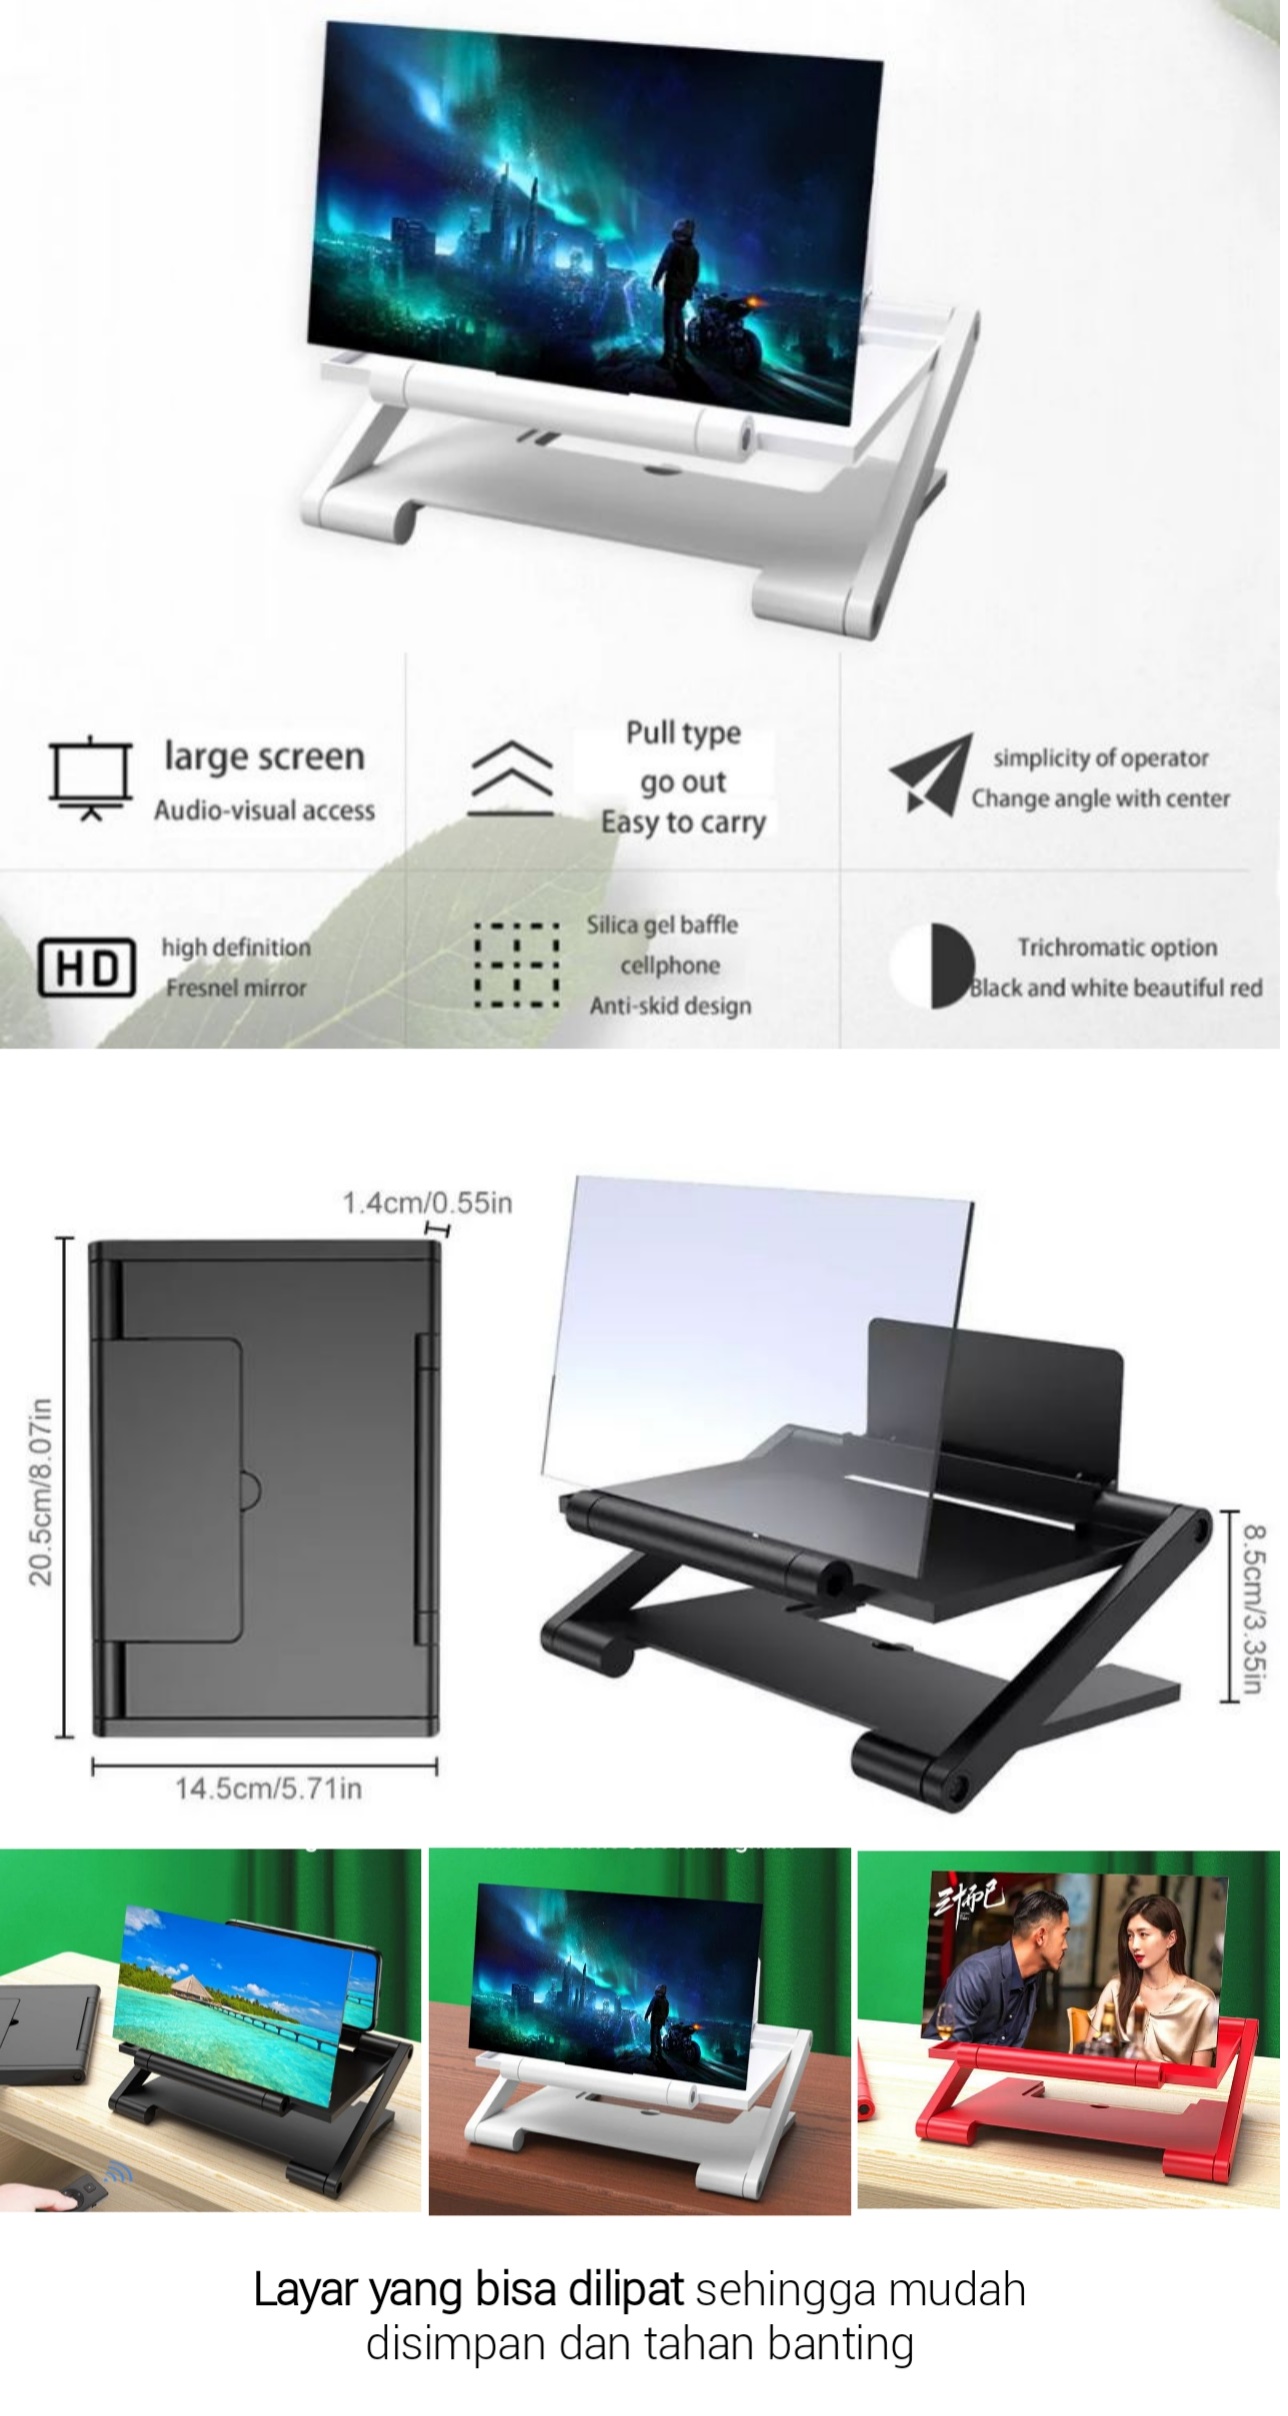 large screen
Audio-visual access
Pull type
go out
Easy to carry
simplicity of operator
Change angle with center
HD
high definition
Fresnel mirror
Silica gel baffle
cellphone
Anti-skid design
Trichromatic option
Black and white beautiful red
1.4cm/0.55in
20.5cm/8.07in
14.5cm/5.71in
8.5cm/3.35in
三十而已
Layar yang bisa dilipat sehingga mudah
disimpan dan tahan banting